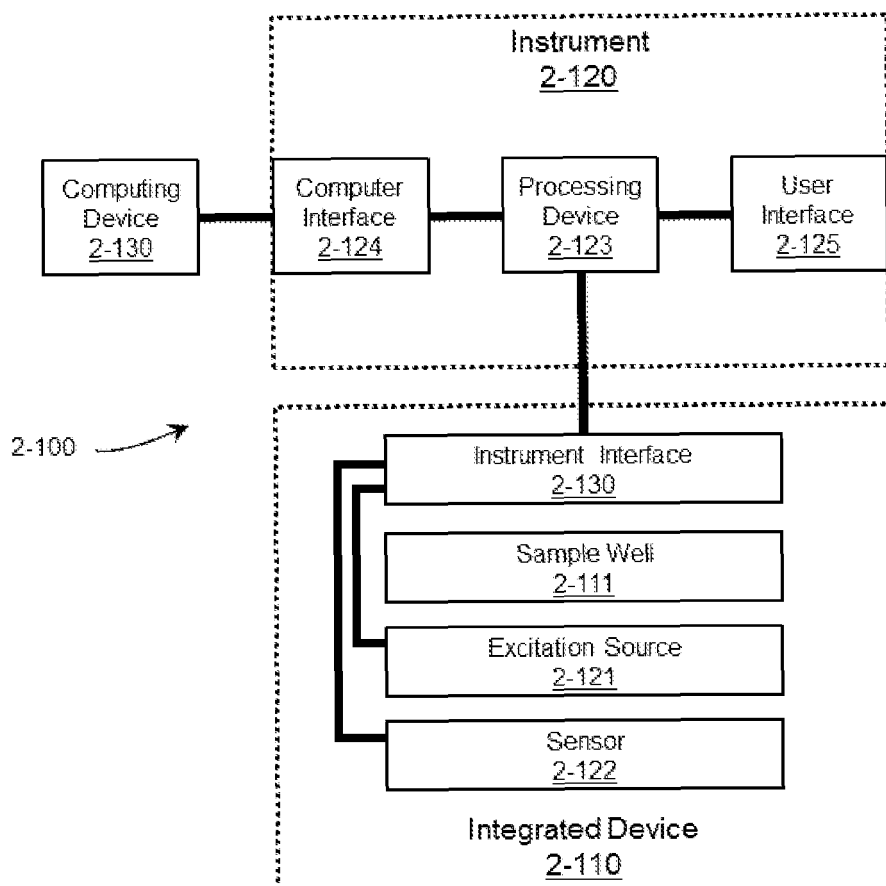 Instrument
2-120
Computing
Device
2-130
Computer
Interface
2-124
Processing
Device
2-123
User
Interface
2-125
2-100
Instrument Interface
2-130
Sample Well
2-111
Excitation Source
2-121
Sensor
2-122
Integrated Device
2-110